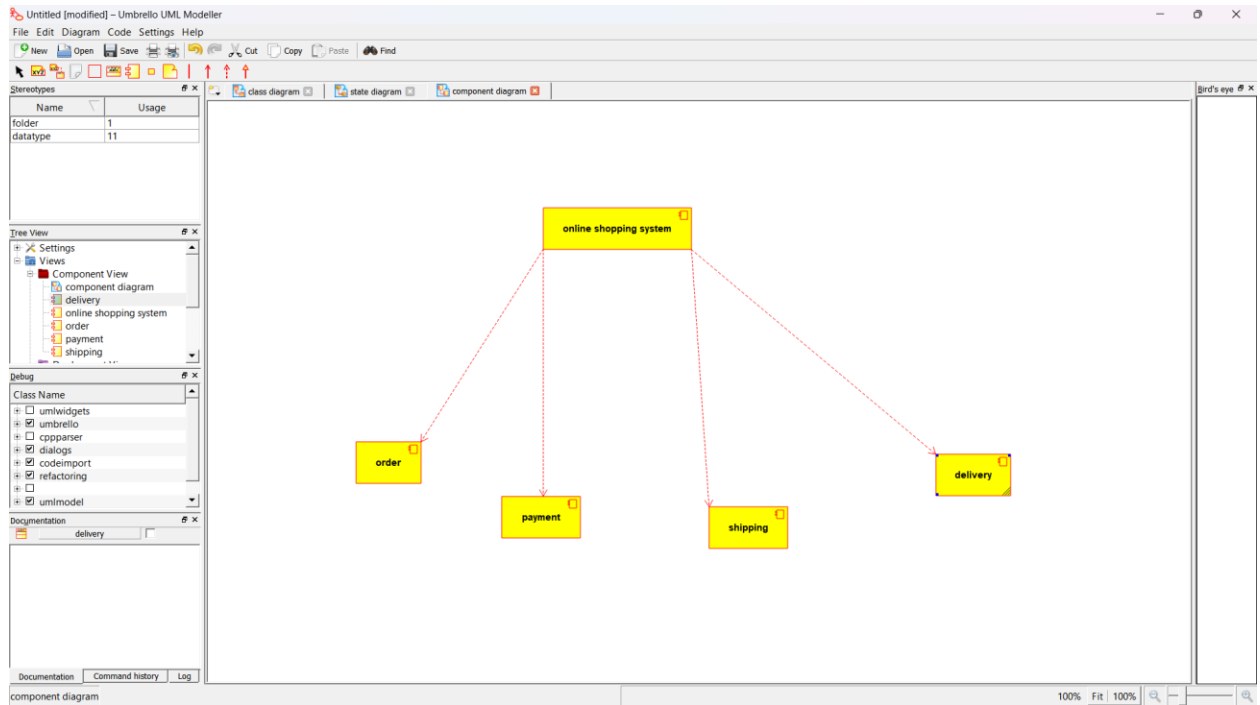 Untitled [modified] – Umbrello UML Modeller
File Edit Diagram Code Settings Help
New Open Save Cut Copy Paste Find
Stereotypes
Name Usage
folder 1
datatype 11
Tree View
Settings
Views
Component View
component diagram
delivery
online shopping system
order
payment
shipping
Debug
Class Name
umlwidgets
umbrello
cppparser
dialogs
codeimport
refactoring
umlmodel
Documentation
delivery
Documentation Command history Log
class diagram state diagram component diagram
online shopping system
order
payment
shipping
delivery
Bird's eye
component diagram
100% Fit 100%